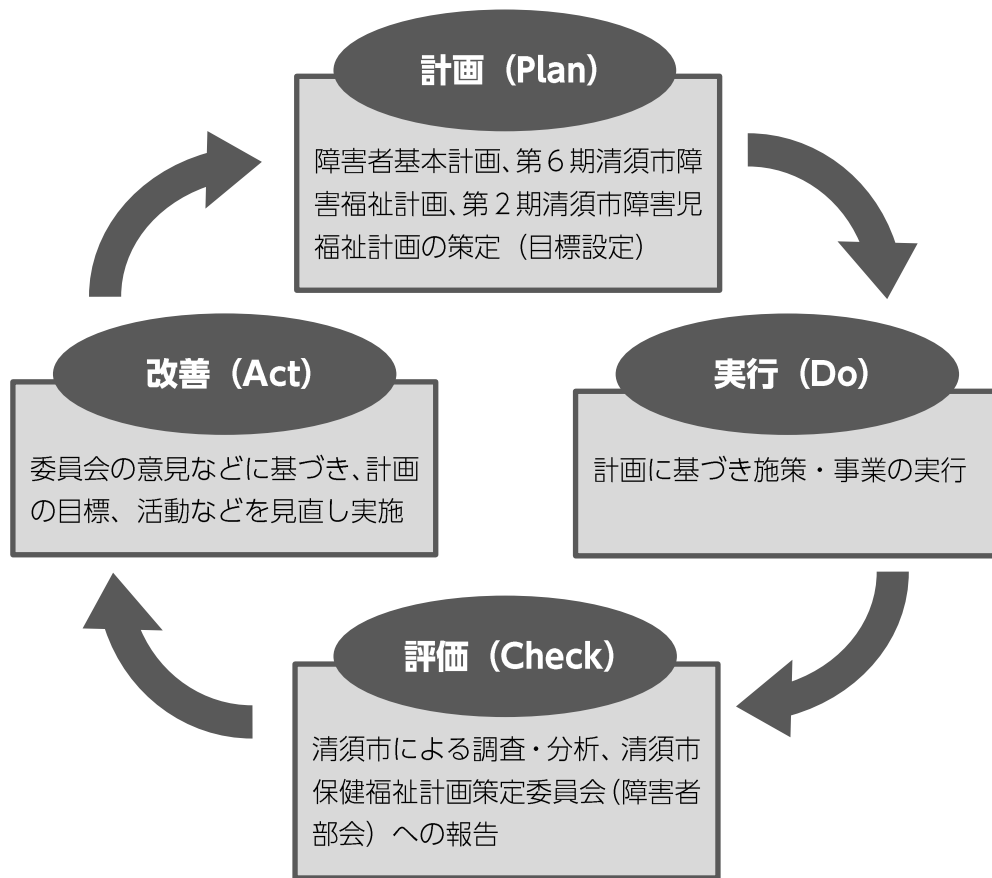 計画（Plan）
障害者基本計画、第６期清須市障
害福祉計画、第２期清須市障害児
福祉計画の策定（目標設定）
改善（Act）
委員会の意見などに基づき、計画
の目標、活動などを見直し実施
実行（Do）
計画に基づき施策・事業の実行
評価（Check）
清須市による調査・分析、清須市
保健福祉計画策定委員会（障害者
部会）への報告